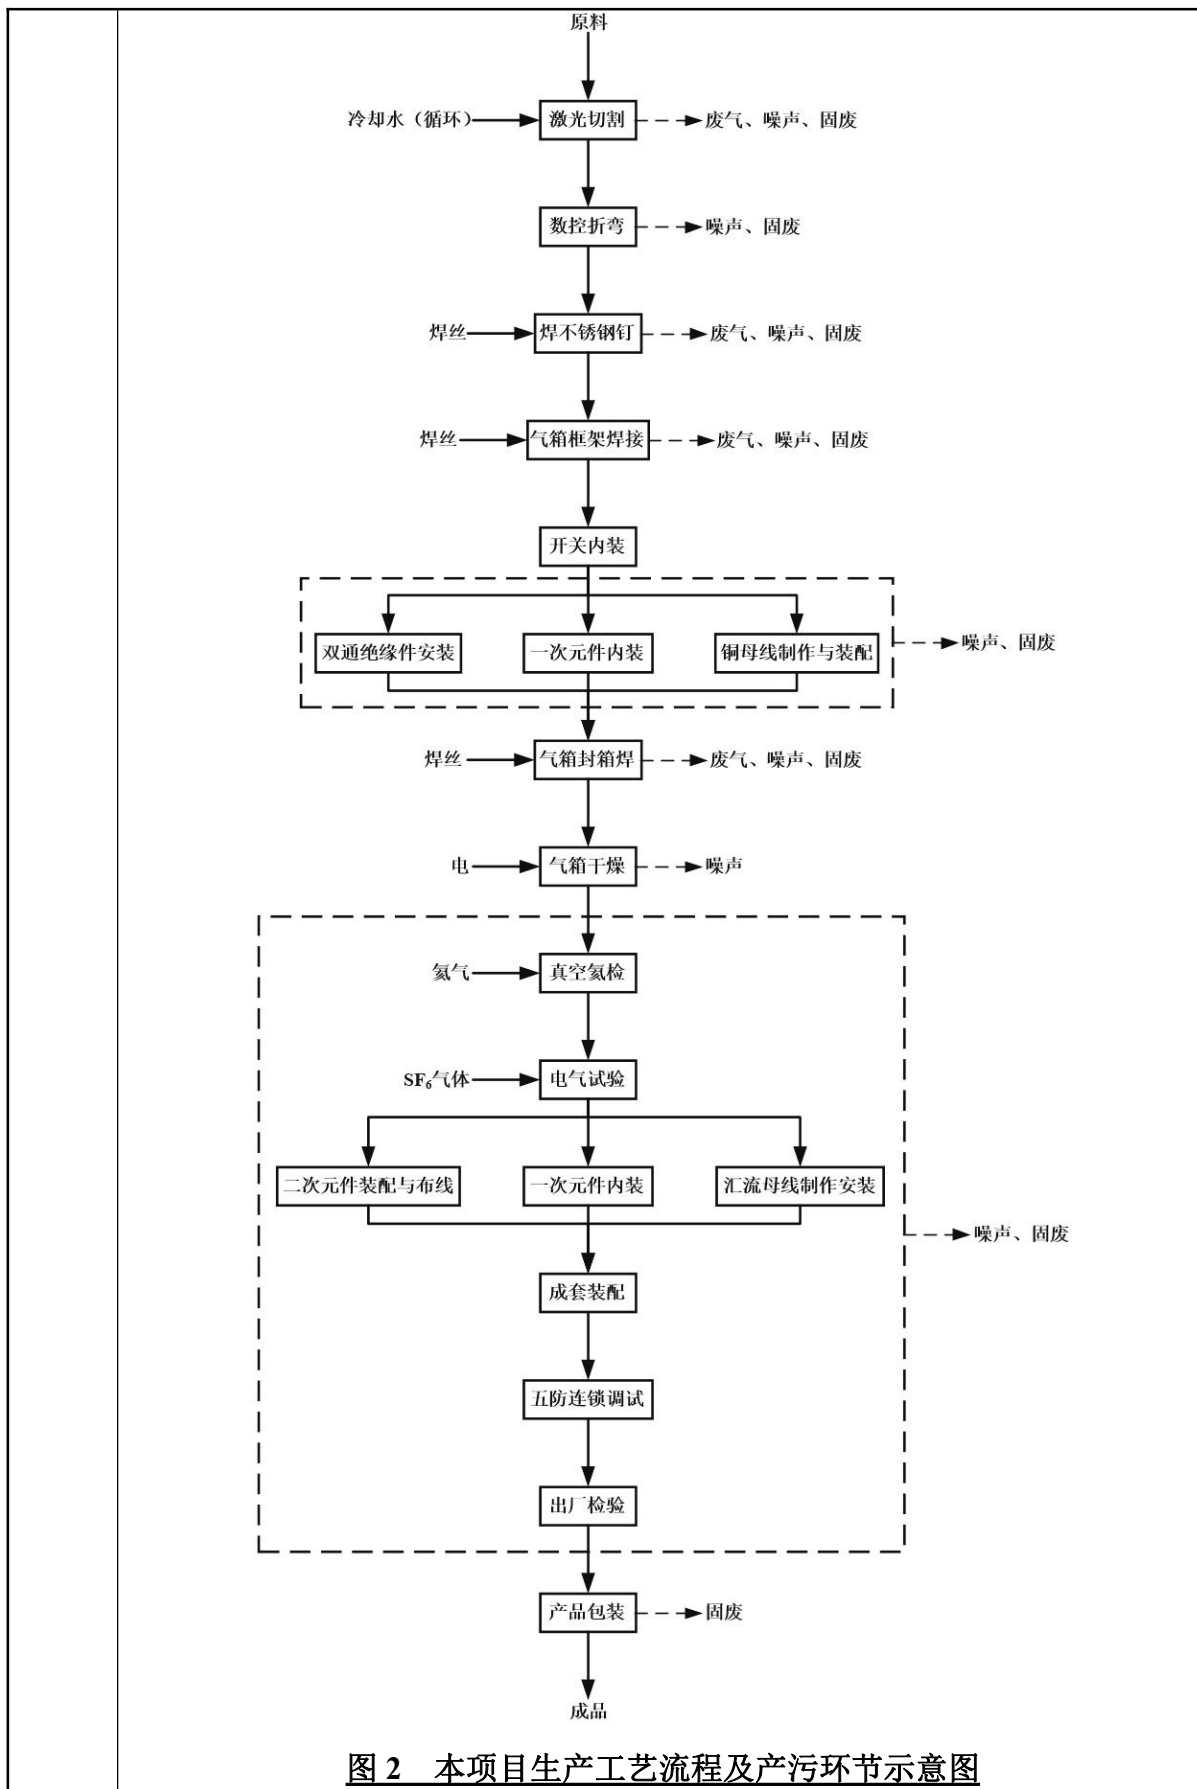 原料
冷却水（循环） 激光切割 废气、噪声、固废
数控折弯 噪声、固废
焊丝 焊不锈钢钉 废气、噪声、固废
焊丝 气箱框架焊接 废气、噪声、固废
开关内装
双通绝缘件安装 一次元件内装 铜母线制作与装配 噪声、固废
焊丝 气箱封箱焊 废气、噪声、固废
电 气箱干燥 噪声
氦气 真空氦检
SF₆气体 电气试验
二次元件装配与布线 一次元件内装 汇流母线制作安装
噪声、固废
成套装配
五防连锁调试
出厂检验
产品包装 固废
成品
图 2 本项目生产工艺流程及产污环节示意图